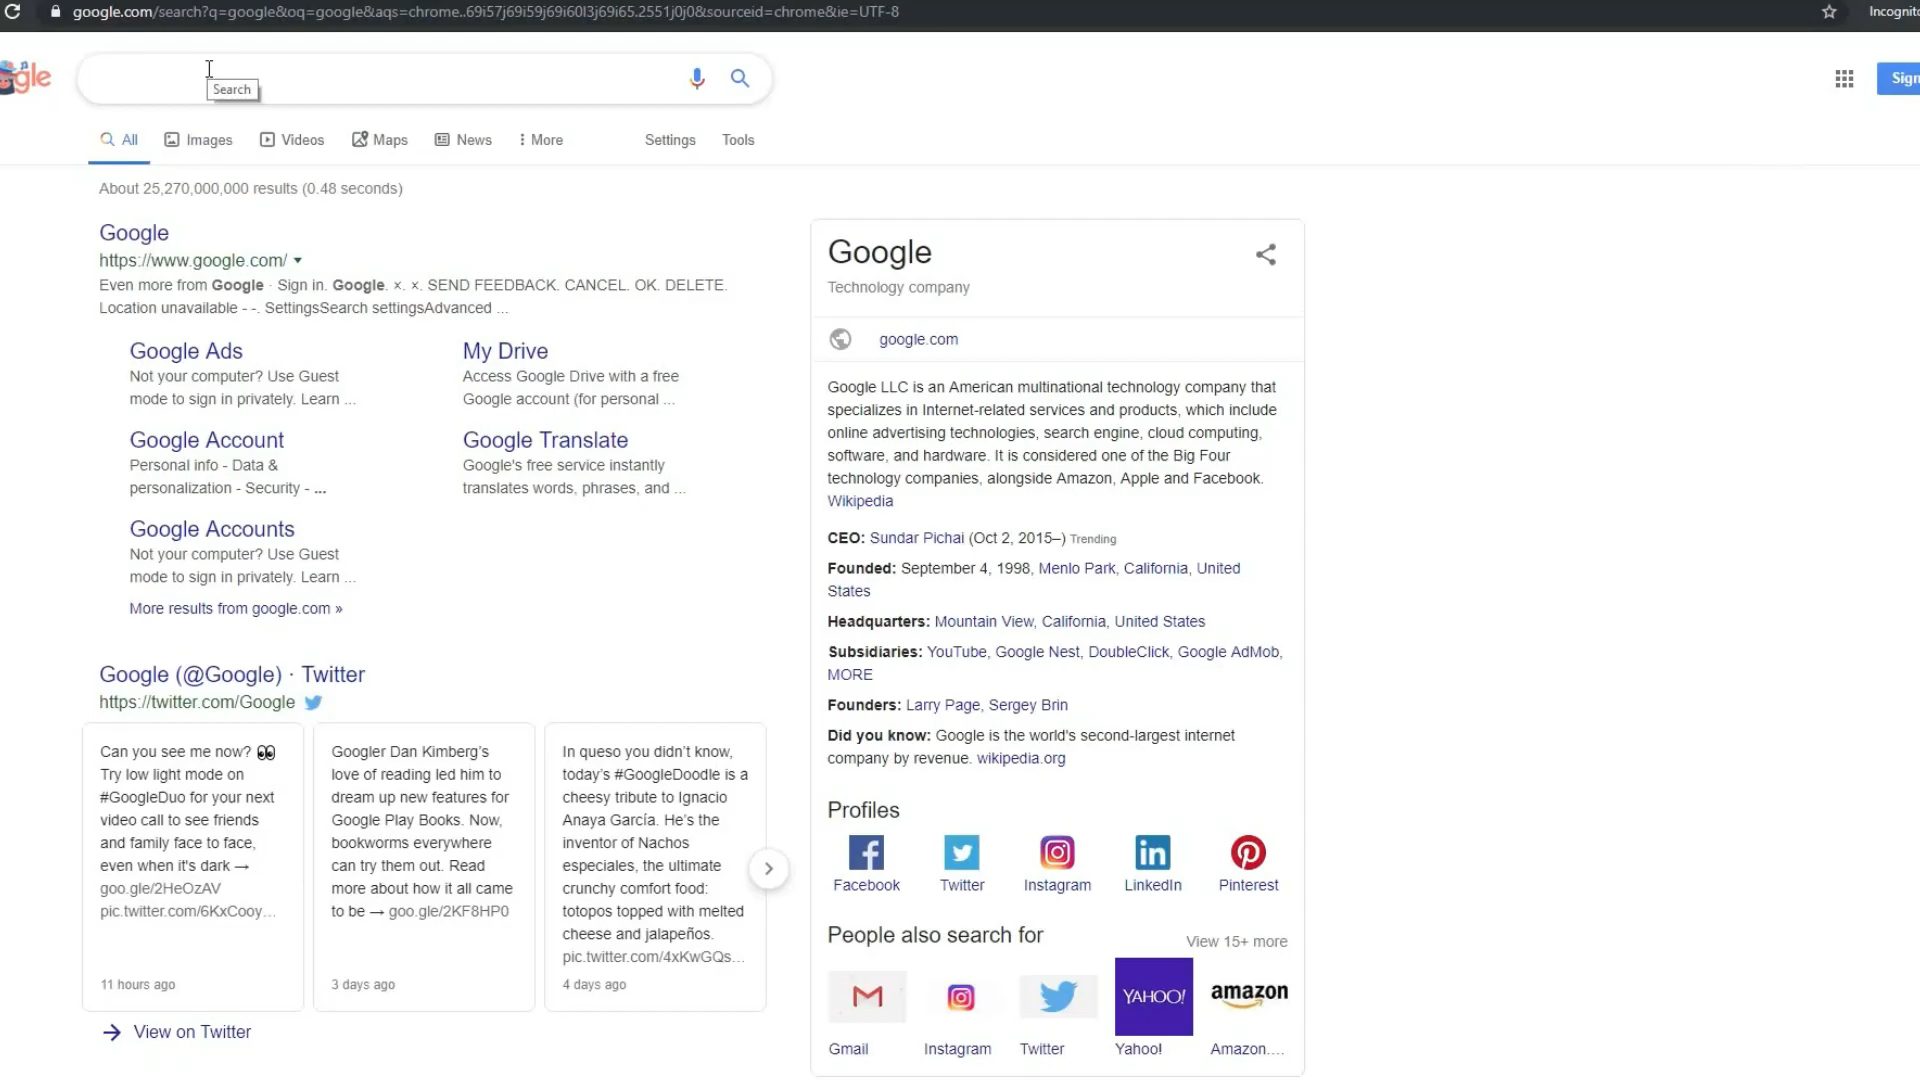 google.com/search?q=google&oq=google&aqs=chrome..69i57j69i59j69i60l3j69i65.2551j0j0&sourceid=chrome&ie=UTF-8
Incognito
gle
Search
Sign
All
Images
Videos
Maps
News
More
Settings
Tools
About 25,270,000,000 results (0.48 seconds)
Google
https://www.google.com/
Even more from Google · Sign in. Google. ×. ×. SEND FEEDBACK. CANCEL. OK. DELETE.
Location unavailable - -. SettingsSearch settingsAdvanced ...
Google Ads
Not your computer? Use Guest
mode to sign in privately. Learn ...
My Drive
Access Google Drive with a free
Google account (for personal ...
Google Account
Personal info - Data &
personalization - Security - ...
Google Translate
Google's free service instantly
translates words, phrases, and ...
Google Accounts
Not your computer? Use Guest
mode to sign in privately. Learn ...
More results from google.com »
Google (@Google) · Twitter
https://twitter.com/Google
Can you see me now? 👀
Try low light mode on
#GoogleDuo for your next
video call to see friends
and family face to face,
even when it's dark →
goo.gle/2HeOzAV
pic.twitter.com/6KxCooy...
11 hours ago
Googler Dan Kimberg's
love of reading led him to
dream up new features for
Google Play Books. Now,
bookworms everywhere
can try them out. Read
more about how it all came
to be → goo.gle/2KF8HP0
3 days ago
In queso you didn't know,
today's #GoogleDoodle is a
cheesy tribute to Ignacio
Anaya García. He's the
inventor of Nachos
especiales, the ultimate
crunchy comfort food:
totopos topped with melted
cheese and jalapeños.
pic.twitter.com/4xKwGQs...
4 days ago
View on Twitter
Google
Technology company
google.com
Google LLC is an American multinational technology company that
specializes in Internet-related services and products, which include
online advertising technologies, search engine, cloud computing,
software, and hardware. It is considered one of the Big Four
technology companies, alongside Amazon, Apple and Facebook.
Wikipedia
CEO: Sundar Pichai (Oct 2, 2015–) Trending
Founded: September 4, 1998, Menlo Park, California, United
States
Headquarters: Mountain View, California, United States
Subsidiaries: YouTube, Google Nest, DoubleClick, Google AdMob,
MORE
Founders: Larry Page, Sergey Brin
Did you know: Google is the world's second-largest internet
company by revenue. wikipedia.org
Profiles
Facebook
Twitter
Instagram
LinkedIn
Pinterest
People also search for
View 15+ more
YAHOO!
amazon
Gmail
Instagram
Twitter
Yahoo!
Amazon....